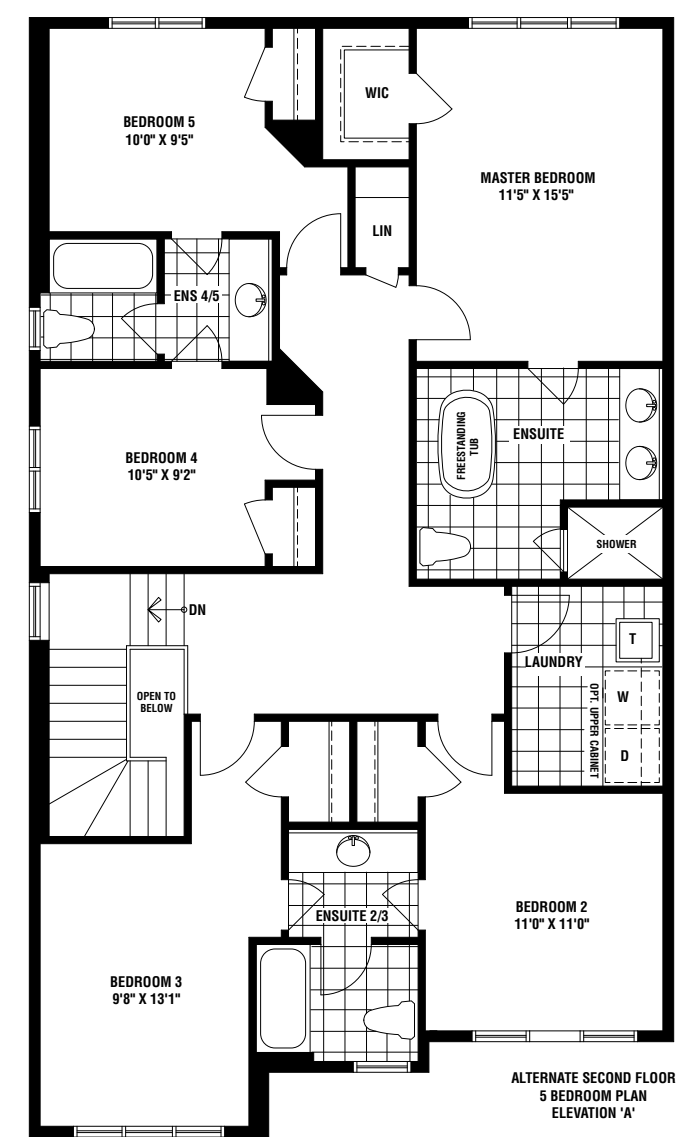 BEDROOM 5
10'0" X 9'5"
WIC
MASTER BEDROOM
11'5" X 15'5"
LIN
ENS 4/5
BEDROOM 4
10'5" X 9'2"
FREESTANDING
TUB
ENSUITE
SHOWER
DN
OPEN TO
BELOW
LAUNDRY
T
W
D
OPT. UPPER CABINET
ENSUITE 2/3
BEDROOM 2
11'0" X 11'0"
BEDROOM 3
9'8" X 13'1"
ALTERNATE SECOND FLOOR
5 BEDROOM PLAN
ELEVATION 'A'